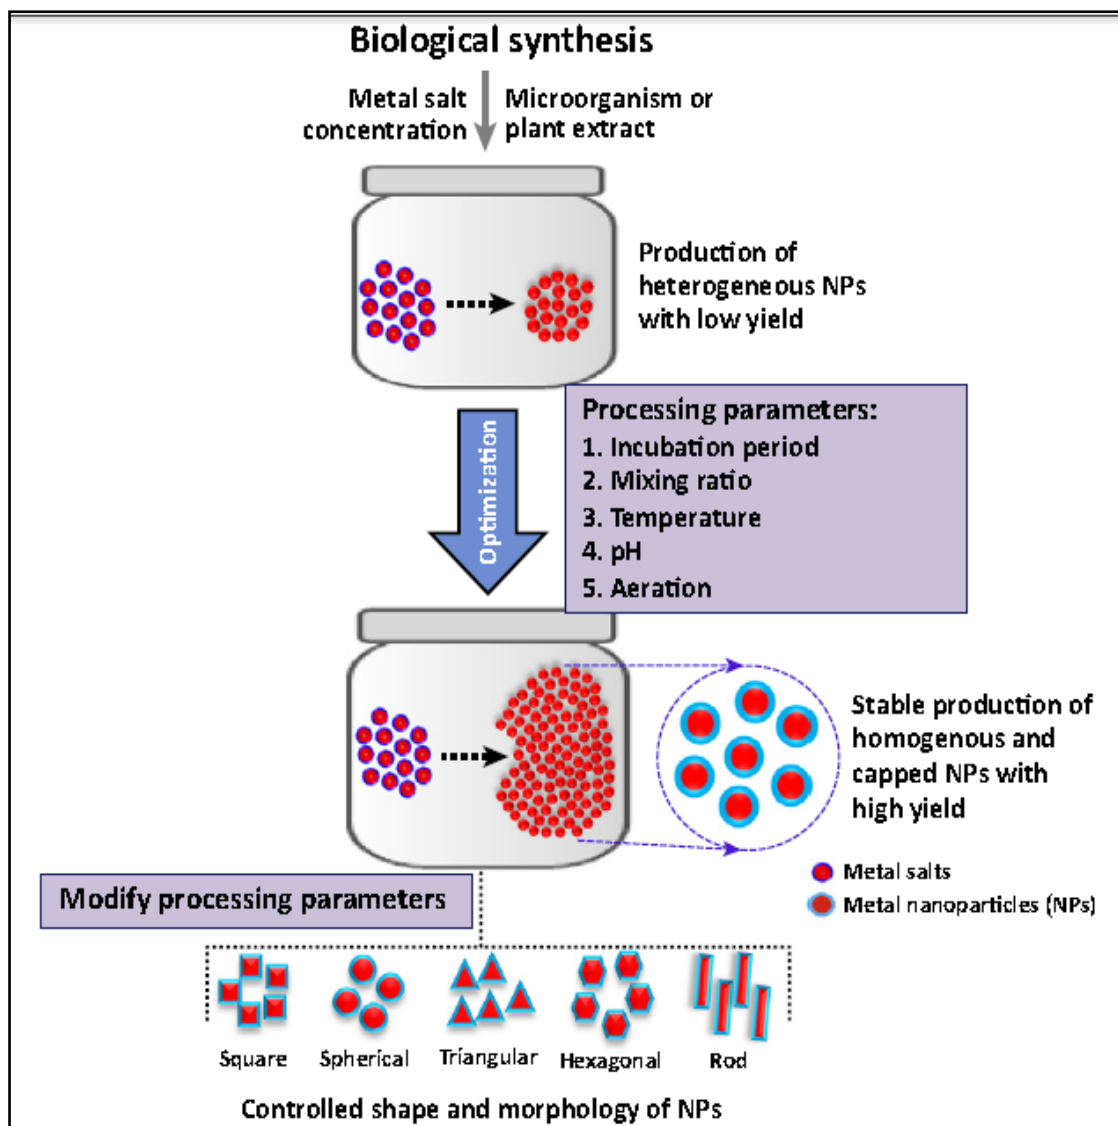 Biological synthesis
Metal salt
concentration
Microorganism or
plant extract
Production of
heterogeneous NPs
with low yield
Optimization
Processing parameters:
1. Incubation period
2. Mixing ratio
3. Temperature
4. pH
5. Aeration
Stable production of
homogenous and
capped NPs with
high yield
Metal salts
Metal nanoparticles (NPs)
Modify processing parameters
Square
Spherical
Triangular
Hexagonal
Rod
Controlled shape and morphology of NPs